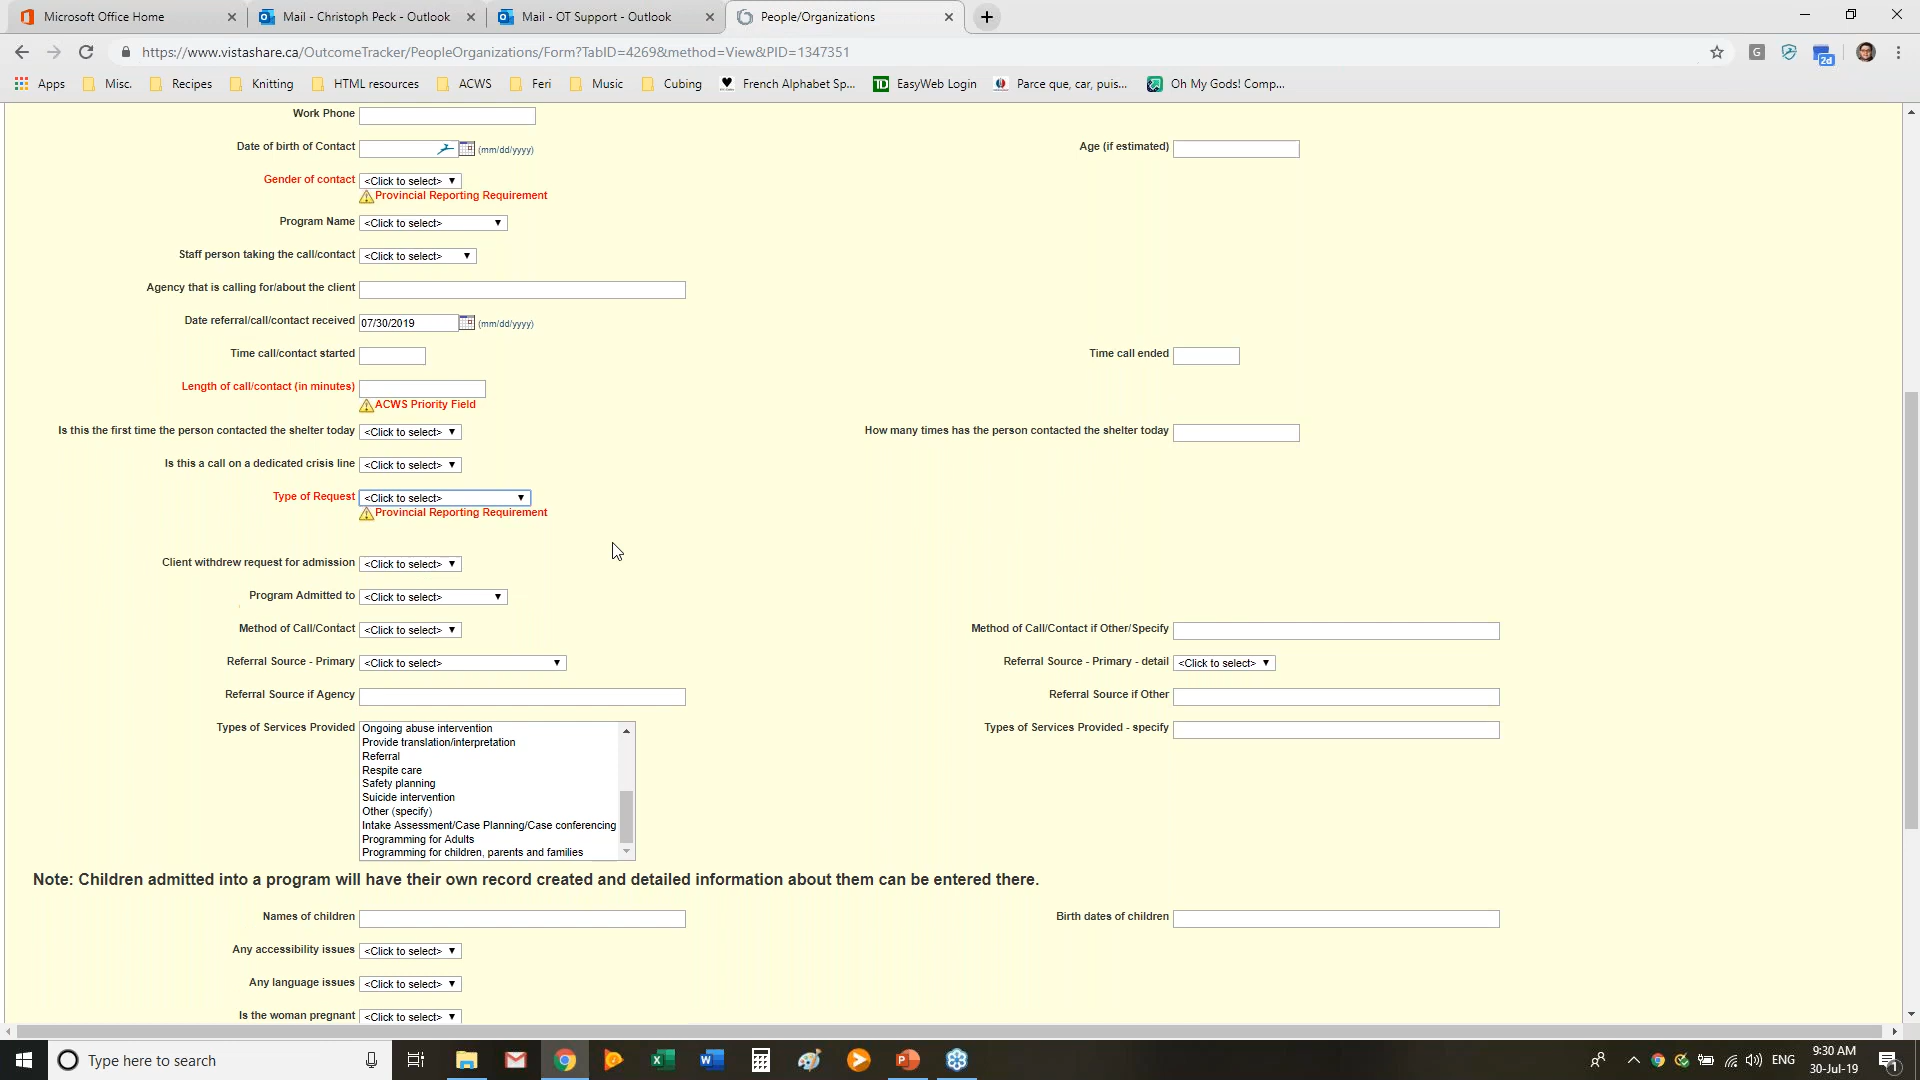 Microsoft Office Home
Mail - Christoph Peck - Outlook
Mail - OT Support - Outlook
People/Organizations
https://www.vistashare.ca/OutcomeTracker/PeopleOrganizations/Form?TabID=4269&method=View&PID=1347351
G
2d
Apps Misc. Recipes Knitting HTML resources ACWS Feri Music Cubing French Alphabet Sp... TD EasyWeb Login Parce que, car, puis... Oh My Gods! Comp...
Work Phone
Date of birth of Contact (mm/dd/yyyy) Age (if estimated)
Gender of contact <Click to select>
Provincial Reporting Requirement
Program Name <Click to select>
Staff person taking the call/contact <Click to select>
Agency that is calling for/about the client
Date referral/call/contact received 07/30/2019 (mm/dd/yyyy)
Time call/contact started Time call ended
Length of call/contact (in minutes)
ACWS Priority Field
Is this the first time the person contacted the shelter today <Click to select> How many times has the person contacted the shelter today
Is this a call on a dedicated crisis line <Click to select>
Type of Request <Click to select>
Provincial Reporting Requirement
Client withdrew request for admission <Click to select>
Program Admitted to <Click to select>
Method of Call/Contact <Click to select> Method of Call/Contact if Other/Specify
Referral Source - Primary <Click to select> Referral Source - Primary - detail <Click to select>
Referral Source if Agency Referral Source if Other
Types of Services Provided Ongoing abuse intervention Types of Services Provided - specify
Provide translation/interpretation
Referral
Respite care
Safety planning
Suicide intervention
Other (specify)
Intake Assessment/Case Planning/Case conferencing
Programming for Adults
Programming for children, parents and families
Note: Children admitted into a program will have their own record created and detailed information about them can be entered there.
Names of children Birth dates of children
Any accessibility issues <Click to select>
Any language issues <Click to select>
Is the woman pregnant <Click to select>
Type here to search
ENG
9:30 AM
30-Jul-19
1